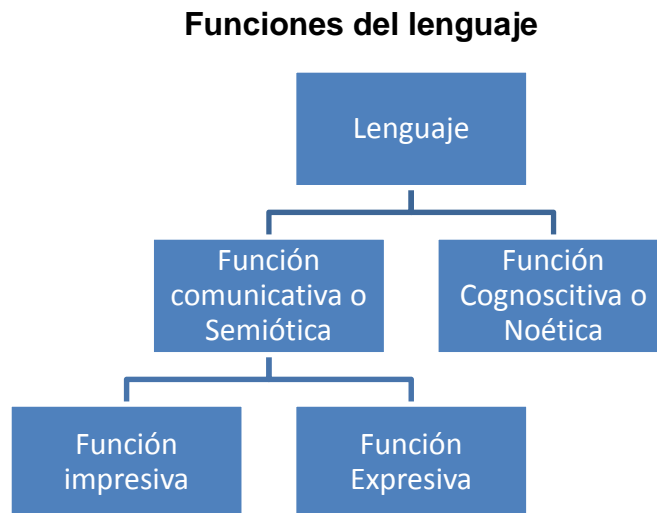 Funciones del lenguaje
Lenguaje
Función
comunicativa o
Semiótica
Función
Cognoscitiva o
Noética
Función
impresiva
Función
Expresiva